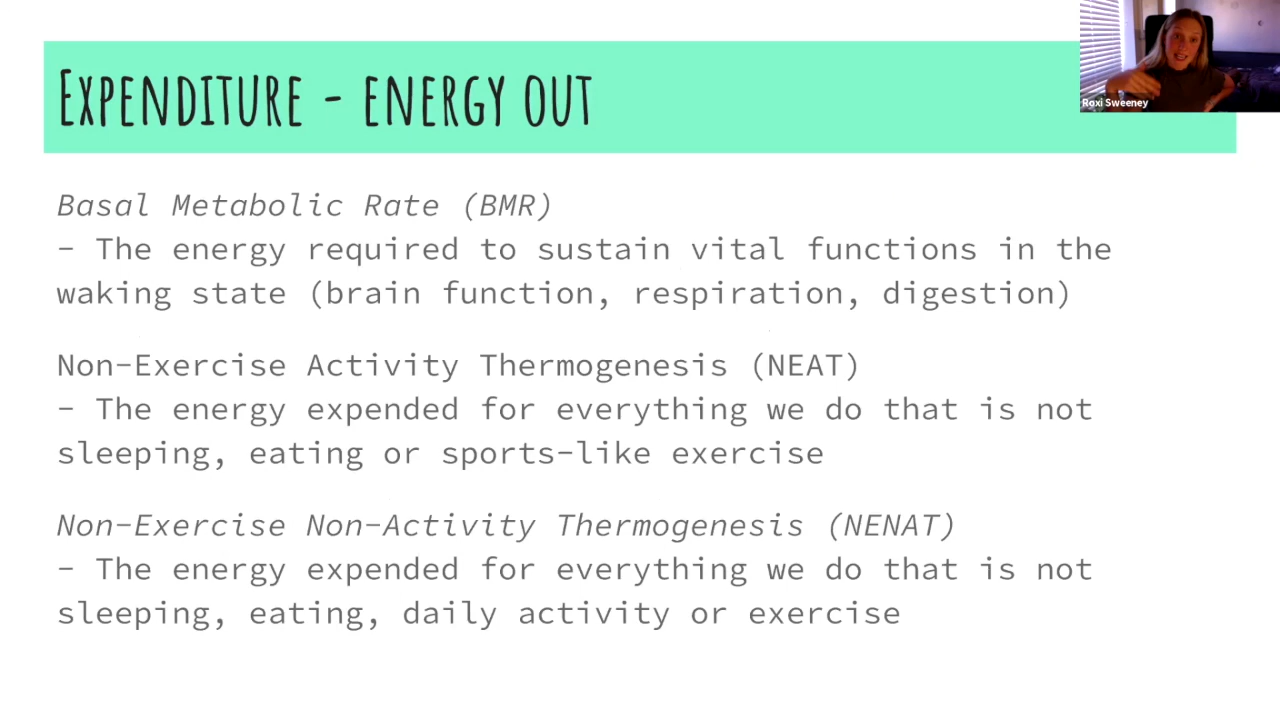 Expenditure - energy out
Roxi Sweeney
Basal Metabolic Rate (BMR)
- The energy required to sustain vital functions in the
waking state (brain function, respiration, digestion)
Non-Exercise Activity Thermogenesis (NEAT)
- The energy expended for everything we do that is not
sleeping, eating or sports-like exercise
Non-Exercise Non-Activity Thermogenesis (NENAT)
- The energy expended for everything we do that is not
sleeping, eating, daily activity or exercise